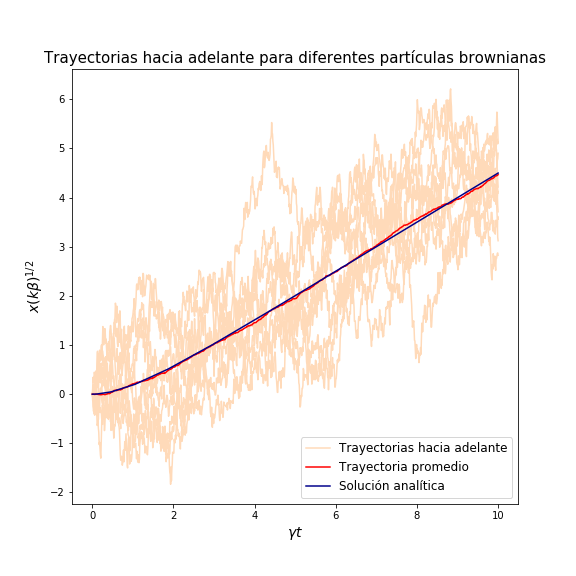 Trayectorias hacia adelante para diferentes partículas brownianas
6
5
4
3
2
1
0
−1
−2
x(kβ)^{1/2}
0 2 4 6 8 10
γt
Trayectorias hacia adelante
Trayectoria promedio
Solución analítica